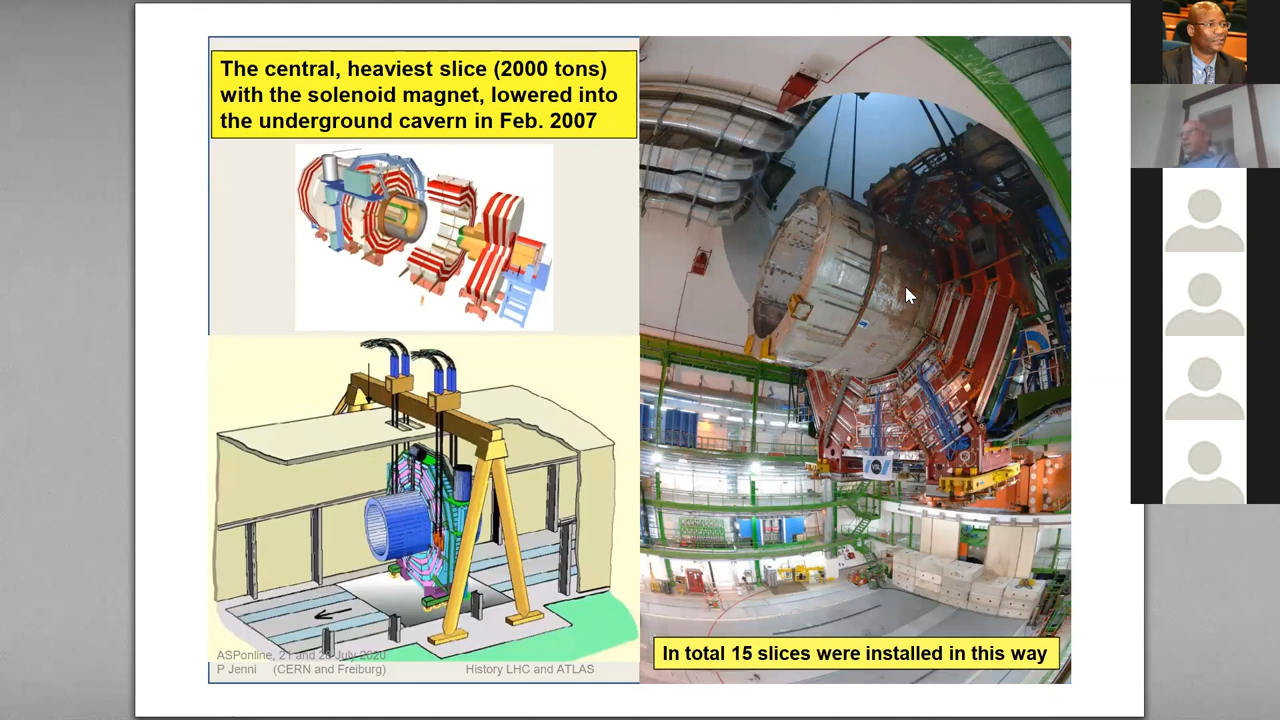 The central, heaviest slice (2000 tons)
with the solenoid magnet, lowered into
the underground cavern in Feb. 2007
VSL
In total 15 slices were installed in this way
P Jenni (CERN and Freiburg)
History LHC and ATLAS
ASPonline, 21 and 2 July 2020